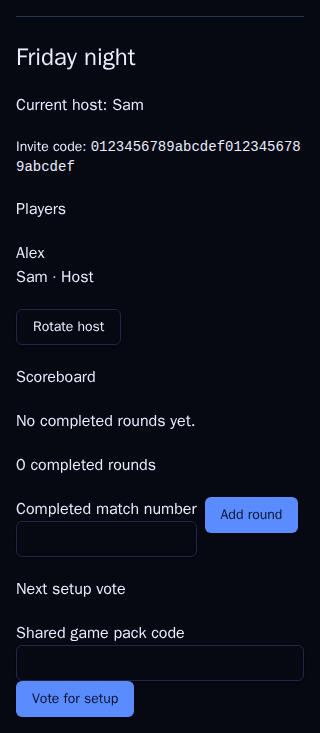 Friday night
Current host: Sam
Invite code: 0123456789abcdef012345678
9abcdef
Players
Alex
Sam · Host
Rotate host
Scoreboard
No completed rounds yet.
0 completed rounds
Completed match number
Add round
Next setup vote
Shared game pack code
Vote for setup